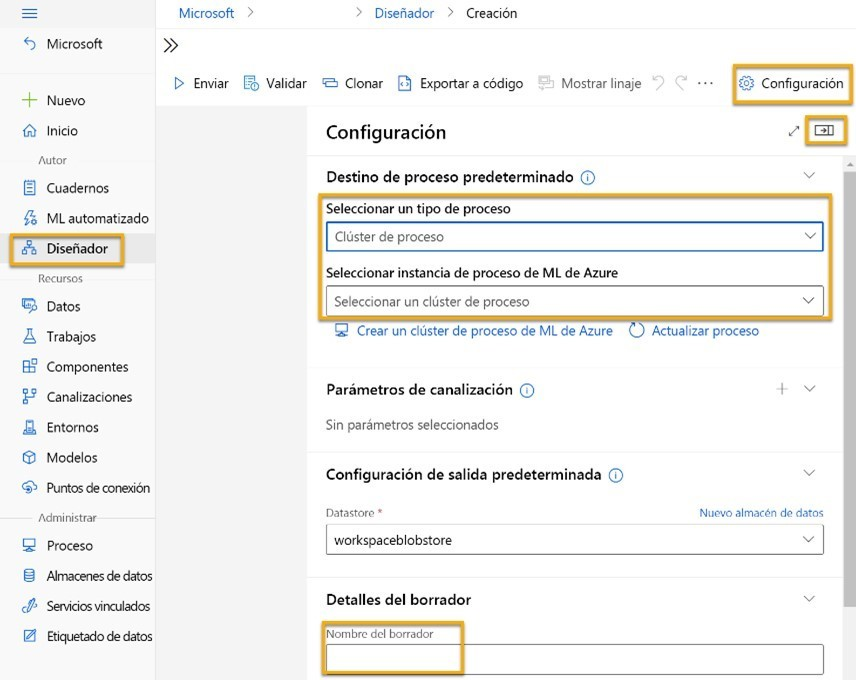 Microsoft > > Diseñador > Creación
Microsoft
Nuevo
Inicio
Autor
Cuadernos
ML automatizado
Diseñador
Recursos
Datos
Trabajos
Componentes
Canalizaciones
Entornos
Modelos
Puntos de conexión
Administrar
Proceso
Almacenes de datos
Servicios vinculados
Etiquetado de datos
Enviar Validar Clonar Exportar a código Mostrar linaje ··· Configuración
Configuración
Destino de proceso predeterminado
Seleccionar un tipo de proceso
Clúster de proceso
Seleccionar instancia de proceso de ML de Azure
Seleccionar un clúster de proceso
Crear un clúster de proceso de ML de Azure Actualizar proceso
Parámetros de canalización
Sin parámetros seleccionados
Configuración de salida predeterminada
Datastore * Nuevo almacén de datos
workspaceblobstore
Detalles del borrador
Nombre del borrador